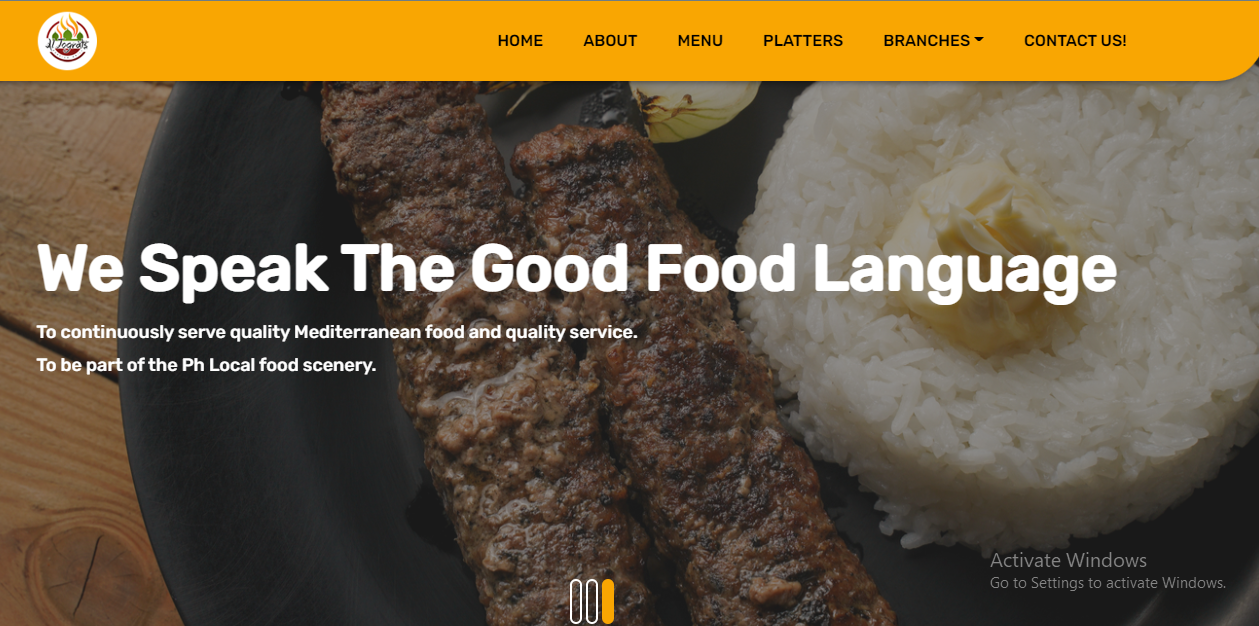 HOME ABOUT MENU PLATTERS BRANCHES CONTACT US!
We Speak The Good Food Language
To continuously serve quality Mediterranean food and quality service.
To be part of the Ph Local food scenery.
Activate Windows
Go to Settings to activate Windows.